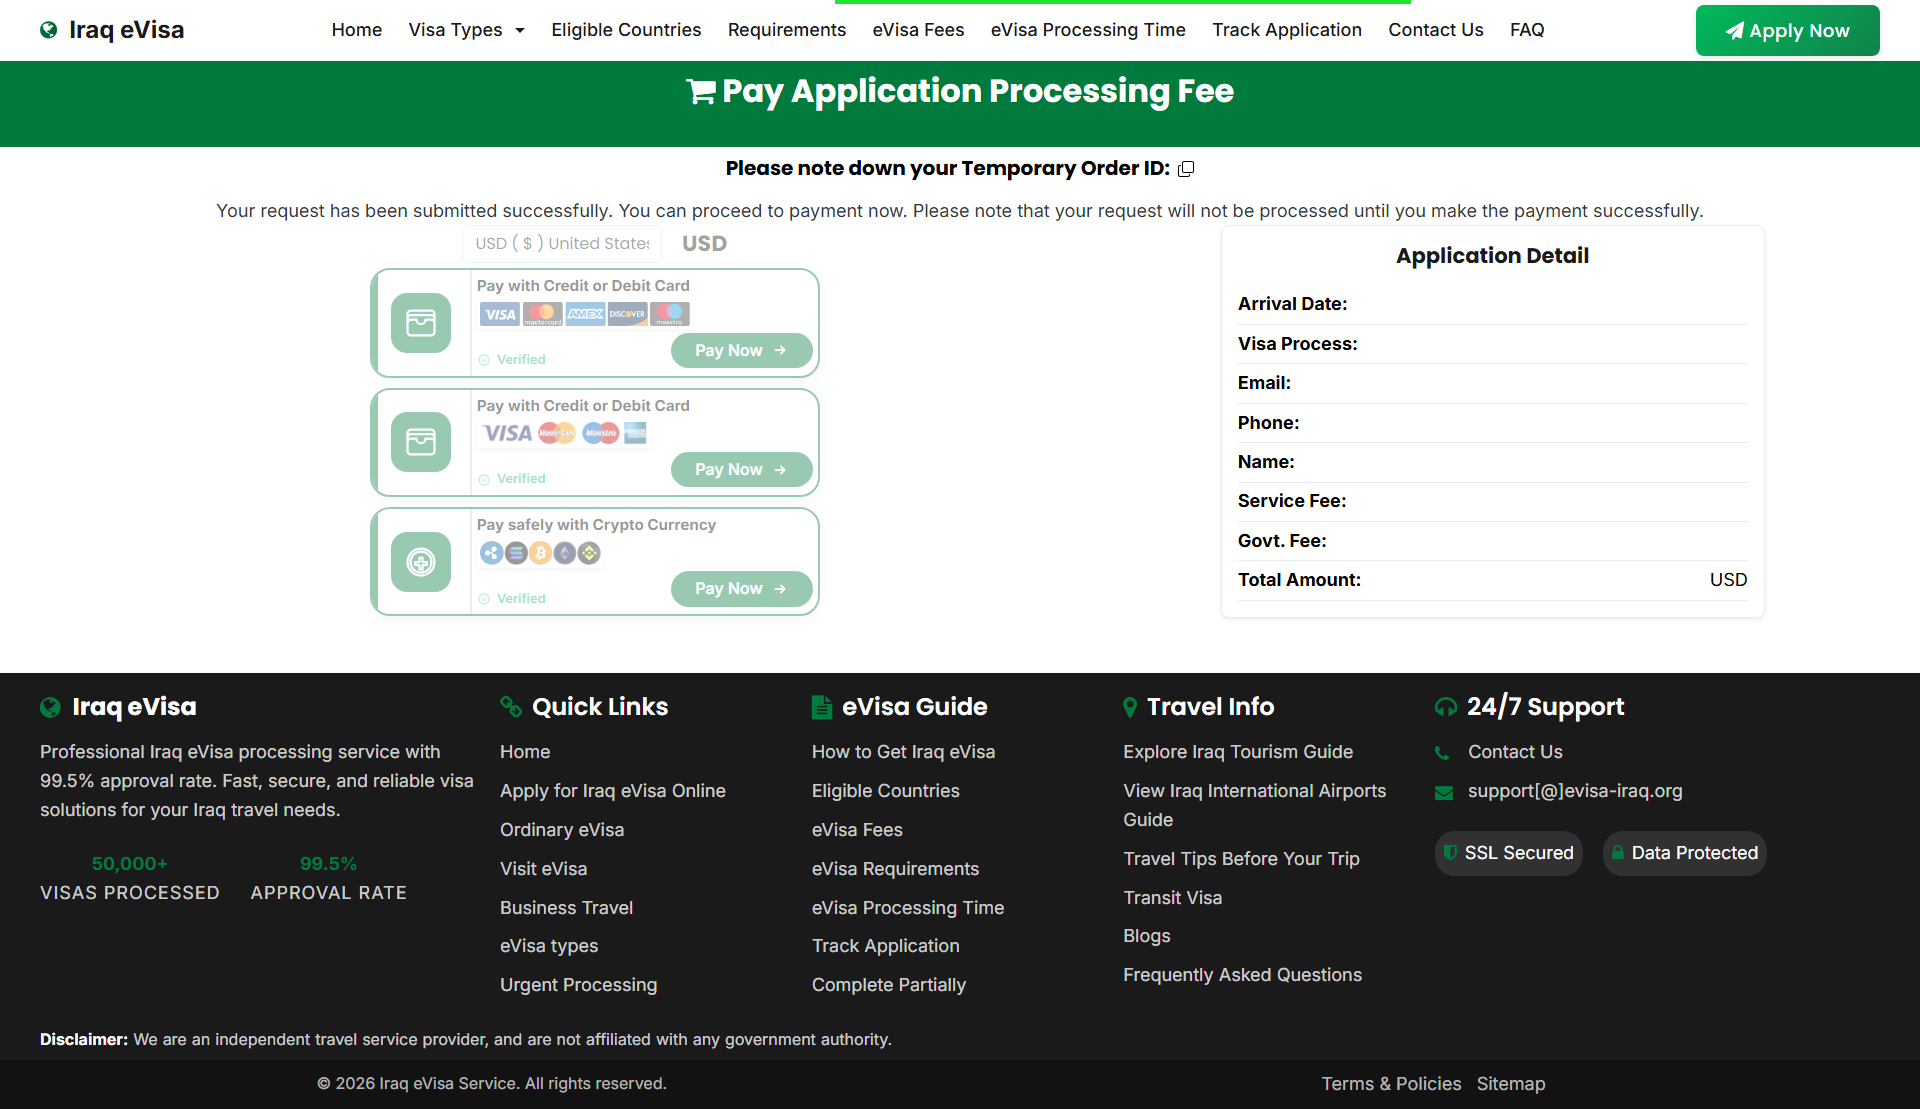 Iraq eVisa
Home
Visa Types
Eligible Countries
Requirements
eVisa Fees
eVisa Processing Time
Track Application
Contact Us
FAQ
Apply Now
Pay Application Processing Fee
Please note down your Temporary Order ID:
Your request has been submitted successfully. You can proceed to payment now. Please note that your request will not be processed until you make the payment successfully.
USD ( $ ) United States
USD
Pay with Credit or Debit Card
VISA mastercard AMEX DISCOVER maestro
Verified
Pay Now
Pay with Credit or Debit Card
VISA MasterCard Maestro
Verified
Pay Now
Pay safely with Crypto Currency
Verified
Pay Now
Application Detail
Arrival Date:
Visa Process:
Email:
Phone:
Name:
Service Fee:
Govt. Fee:
Total Amount: USD
Iraq eVisa
Professional Iraq eVisa processing service with
99.5% approval rate. Fast, secure, and reliable visa
solutions for your Iraq travel needs.
50,000+
VISAS PROCESSED
99.5%
APPROVAL RATE
Quick Links
Home
Apply for Iraq eVisa Online
Ordinary eVisa
Visit eVisa
Business Travel
eVisa types
Urgent Processing
eVisa Guide
How to Get Iraq eVisa
Eligible Countries
eVisa Fees
eVisa Requirements
eVisa Processing Time
Track Application
Complete Partially
Travel Info
Explore Iraq Tourism Guide
View Iraq International Airports
Guide
Travel Tips Before Your Trip
Transit Visa
Blogs
Frequently Asked Questions
24/7 Support
Contact Us
support[@]evisa-iraq.org
SSL Secured
Data Protected
Disclaimer: We are an independent travel service provider, and are not affiliated with any government authority.
© 2026 Iraq eVisa Service. All rights reserved.
Terms & Policies
Sitemap